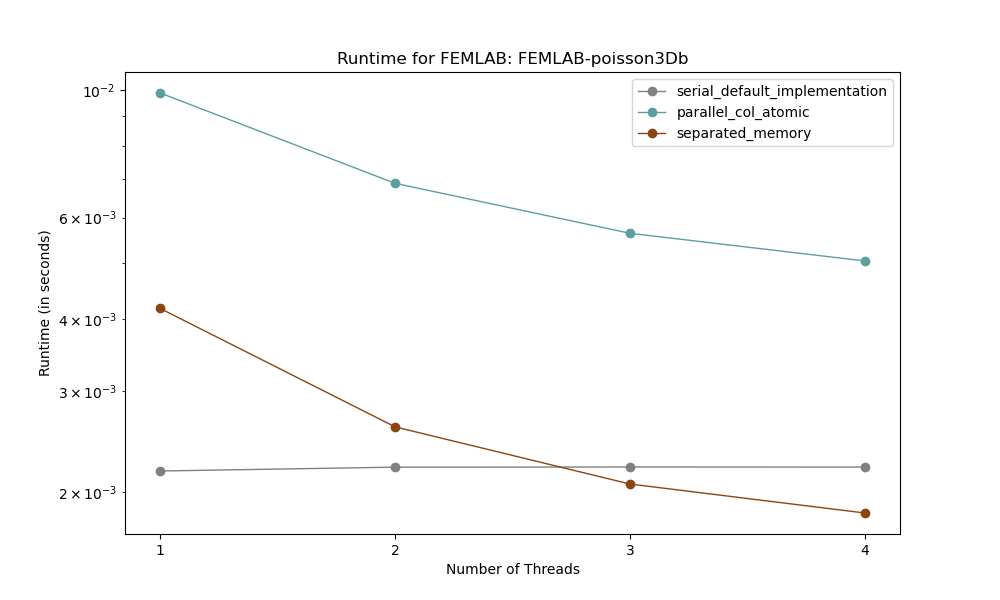 Runtime for FEMLAB: FEMLAB-poisson3Db
serial_default_implementation
parallel_col_atomic
separated_memory
Runtime (in seconds)
10⁻²
6 × 10⁻³
4 × 10⁻³
3 × 10⁻³
2 × 10⁻³
1 2 3 4
Number of Threads